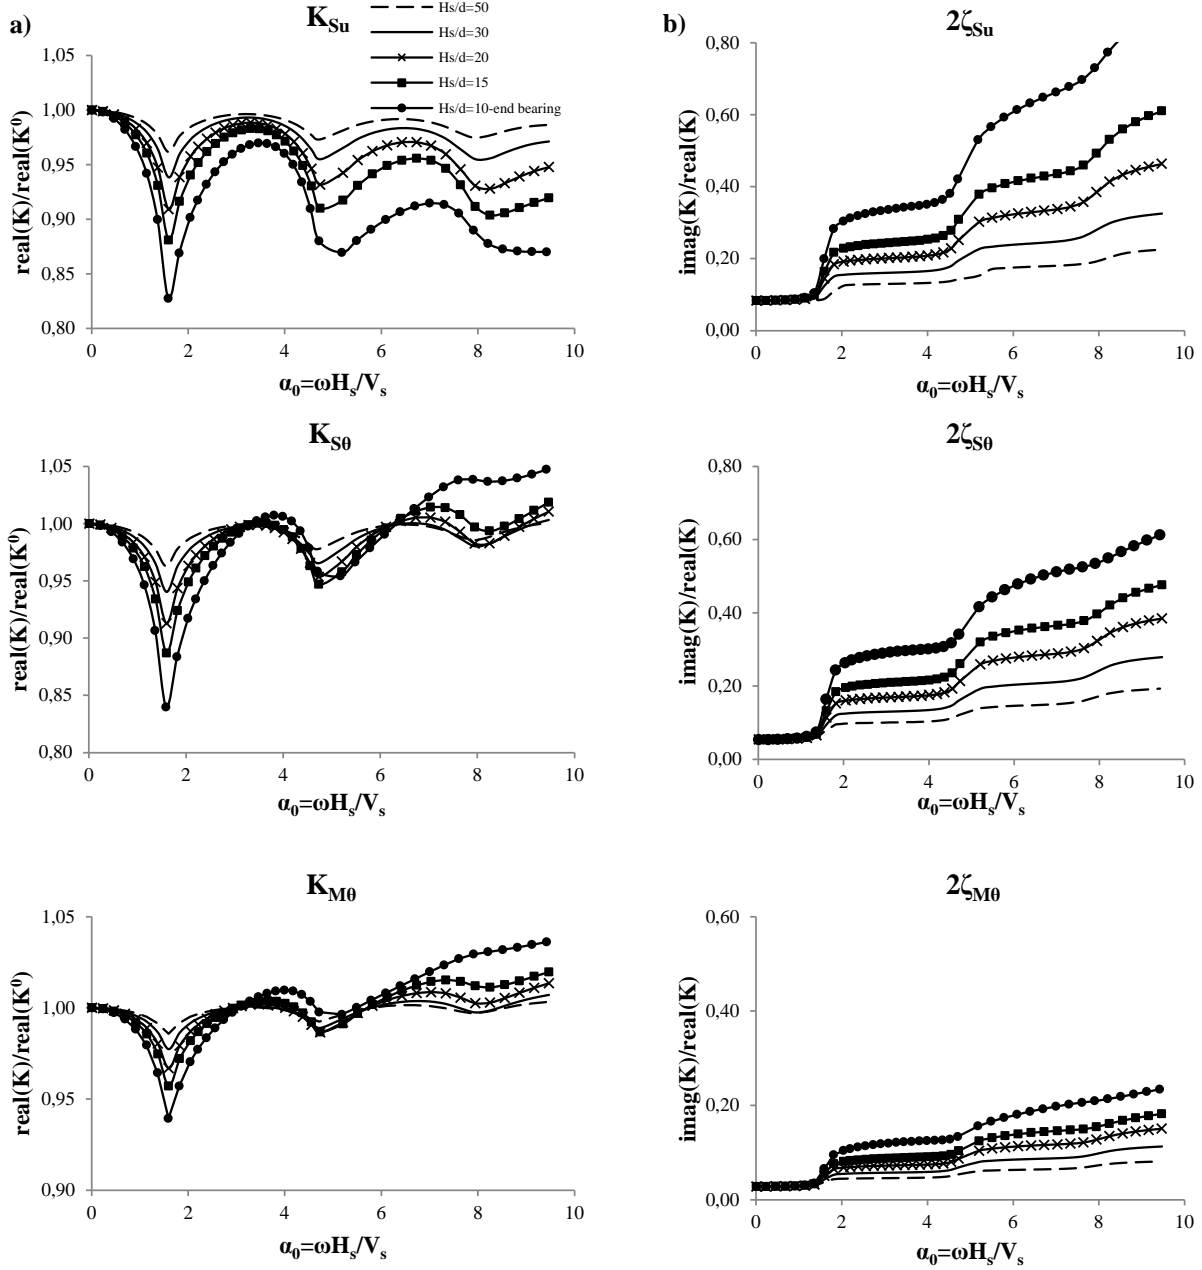 a)
K_Su
Hs/d=50
Hs/d=30
Hs/d=20
Hs/d=15
Hs/d=10-end bearing
1,05
1,00
0,95
0,90
0,85
0,80
real(K)/real(K⁰)
0 2 4 6 8 10
α₀=ωH_s/V_s
b)
2ζ_Su
0,80
0,60
0,40
0,20
0,00
imag(K)/real(K)
0 2 4 6 8 10
α₀=ωH_s/V_s
K_Sθ
1,05
1,00
0,95
0,90
0,85
0,80
real(K)/real(K⁰)
0 2 4 6 8 10
α₀=ωH_s/V_s
2ζ_Sθ
0,80
0,60
0,40
0,20
0,00
imag(K)/real(K)
0 2 4 6 8 10
α₀=ωH_s/V_s
K_Mθ
1,05
1,00
0,95
0,90
real(K)/real(K⁰)
0 2 4 6 8 10
α₀=ωH_s/V_s
2ζ_Mθ
0,60
0,40
0,20
0,00
imag(K)/real(K)
0 2 4 6 8 10
α₀=ωH_s/V_s